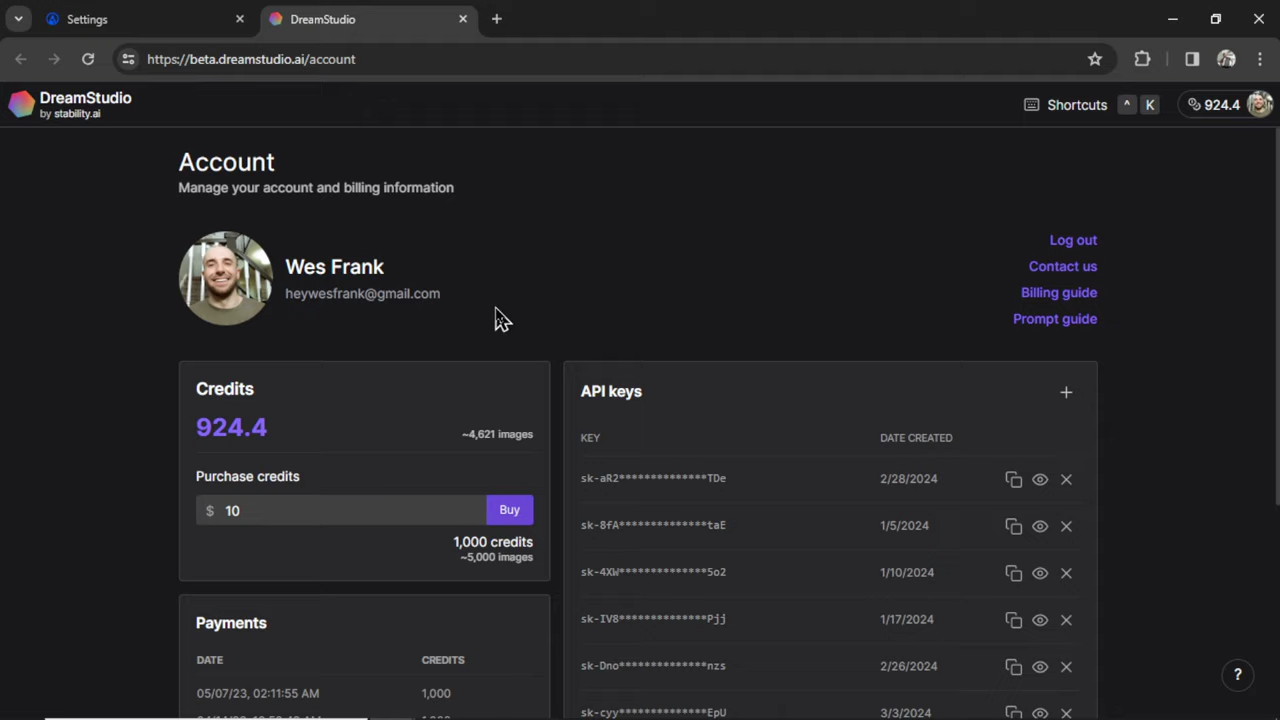 Settings
DreamStudio
https://beta.dreamstudio.ai/account
DreamStudio
by stability.ai
Shortcuts ^ K
924.4
Account
Manage your account and billing information
Wes Frank
heywesfrank@gmail.com
Log out
Contact us
Billing guide
Prompt guide
Credits
924.4
~4,621 images
Purchase credits
$ 10
Buy
1,000 credits
~5,000 images
Payments
DATE CREDITS
05/07/23, 02:11:55 AM 1,000
API keys
KEY DATE CREATED
sk-aR2**************TDe 2/28/2024
sk-8fA**************taE 1/5/2024
sk-4XW**************5o2 1/10/2024
sk-IV8**************Pjj 1/17/2024
sk-Dno**************nzs 2/26/2024
sk-cyy**************EpU 3/3/2024
?